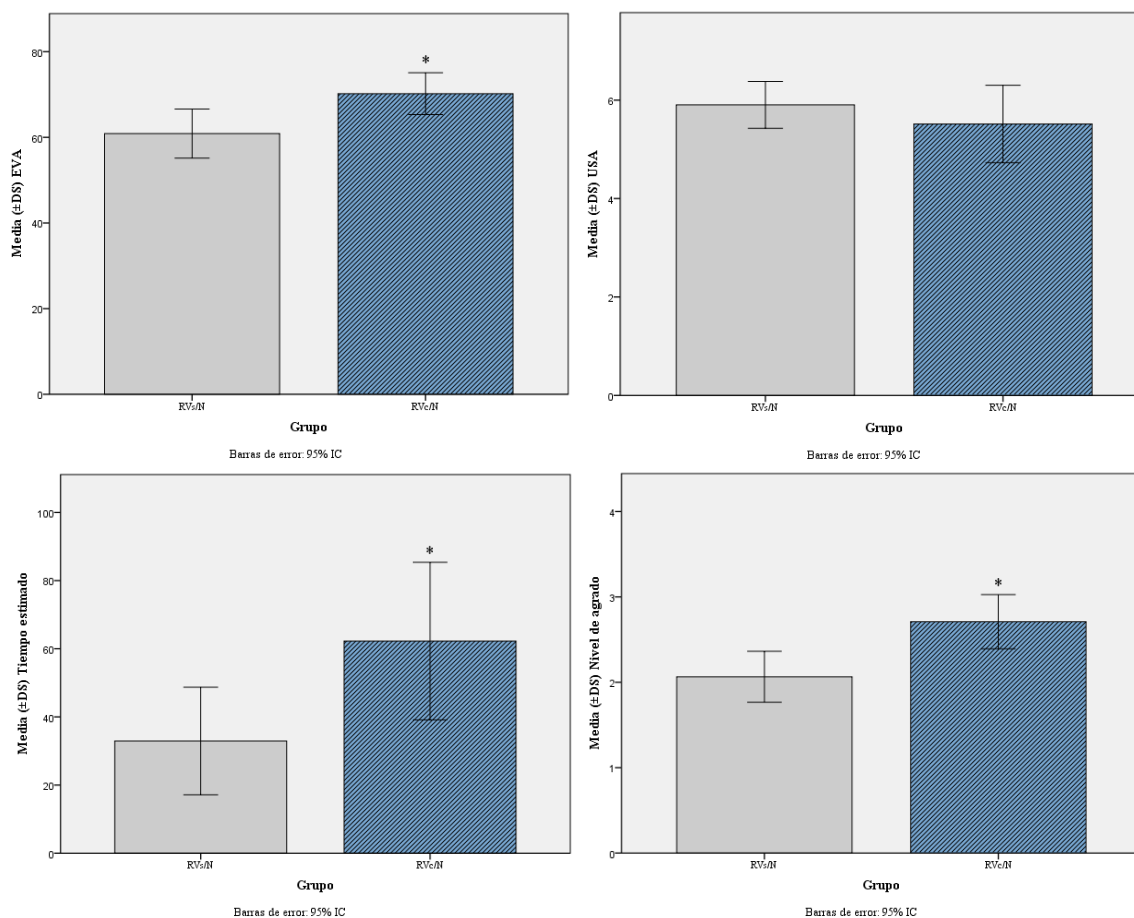 Media (±DS) EVA
80
60
40
20
0
*
RVs/N
RVc/N
Grupo
Barras de error: 95% IC
Media (±DS) USA
6
4
2
0
RVs/N
RVc/N
Grupo
Barras de error: 95% IC
Media (±DS) Tiempo estimado
100
80
60
40
20
0
*
RVs/N
RVc/N
Grupo
Barras de error: 95% IC
Media (±DS) Nivel de agrado
4
3
2
1
0
*
RVs/N
RVc/N
Grupo
Barras de error: 95% IC